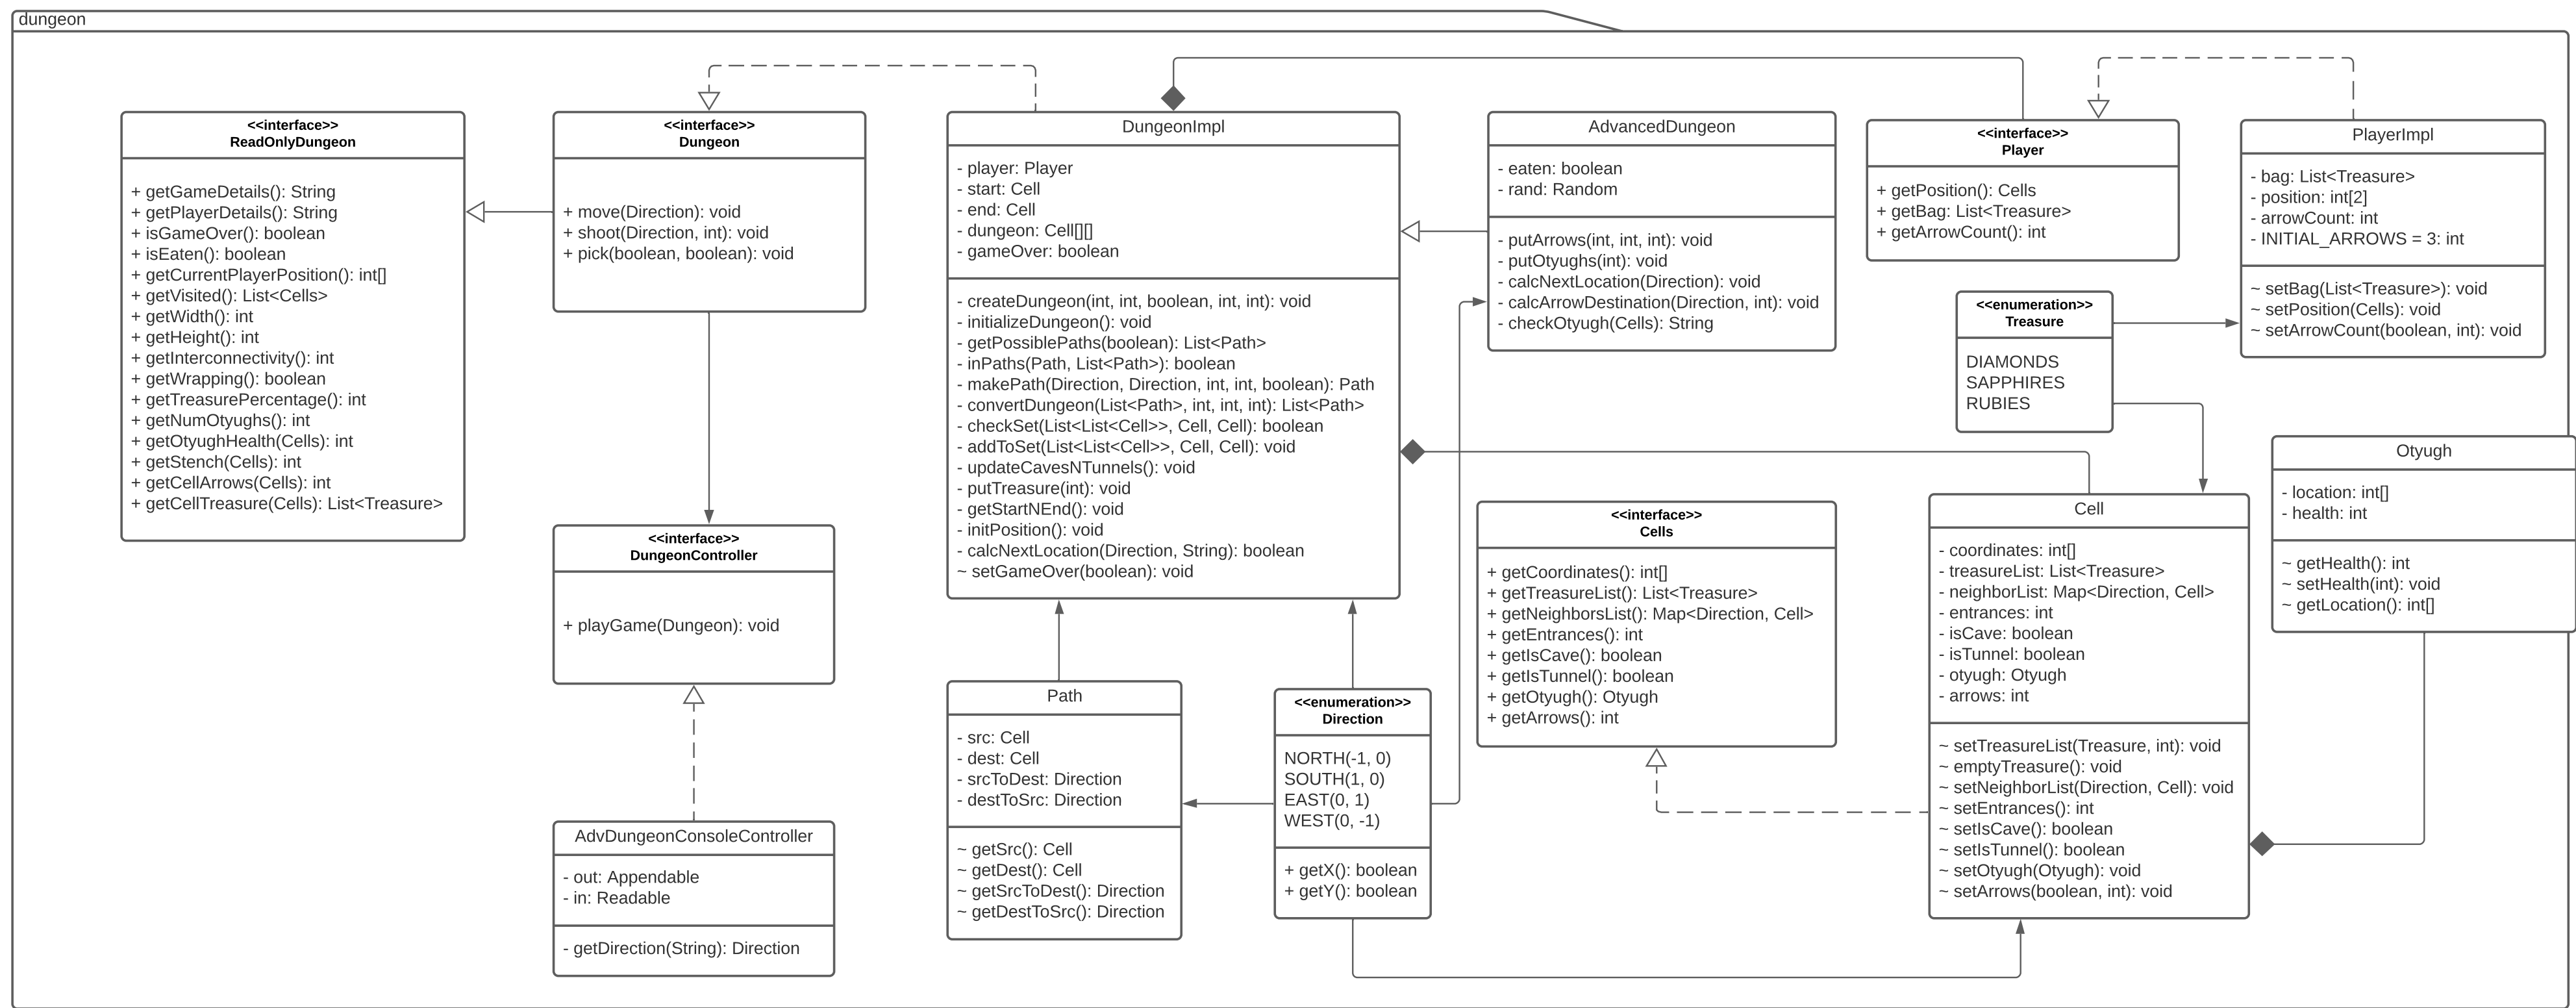 dungeon
<<interface>>
ReadOnlyDungeon
+ getGameDetails(): String
+ getPlayerDetails(): String
+ isGameOver(): boolean
+ isEaten(): boolean
+ getCurrentPlayerPosition(): int[]
+ getVisited(): List<Cells>
+ getWidth(): int
+ getHeight(): int
+ getInterconnectivity(): int
+ getWrapping(): boolean
+ getTreasurePercentage(): int
+ getNumOtyughs(): int
+ getOtyughHealth(Cells): int
+ getStench(Cells): int
+ getCellArrows(Cells): int
+ getCellTreasure(Cells): List<Treasure>
<<interface>>
Dungeon
+ move(Direction): void
+ shoot(Direction, int): void
+ pick(boolean, boolean): void
<<interface>>
DungeonController
+ playGame(Dungeon): void
AdvDungeonConsoleController
- out: Appendable
- in: Readable
- getDirection(String): Direction
DungeonImpl
- player: Player
- start: Cell
- end: Cell
- dungeon: Cell[][]
- gameOver: boolean
- createDungeon(int, int, boolean, int, int): void
- initializeDungeon(): void
- getPossiblePaths(boolean): List<Path>
- inPaths(Path, List<Path>): boolean
- makePath(Direction, Direction, int, int, boolean): Path
- convertDungeon(List<Path>, int, int, int): List<Path>
- checkSet(List<List<Cell>>, Cell, Cell): boolean
- addToSet(List<List<Cell>>, Cell, Cell): void
- updateCavesNTunnels(): void
- putTreasure(int): void
- getStartNEnd(): void
- initPosition(): void
- calcNextLocation(Direction, String): boolean
~ setGameOver(boolean): void
Path
- src: Cell
- dest: Cell
- srcToDest: Direction
- destToSrc: Direction
~ getSrc(): Cell
~ getDest(): Cell
~ getSrcToDest(): Direction
~ getDestToSrc(): Direction
<<enumeration>>
Direction
NORTH(-1, 0)
SOUTH(1, 0)
EAST(0, 1)
WEST(0, -1)
+ getX(): boolean
+ getY(): boolean
AdvancedDungeon
- eaten: boolean
- rand: Random
- putArrows(int, int, int): void
- putOtyughs(int): void
- calcNextLocation(Direction): void
- calcArrowDestination(Direction, int): void
- checkOtyugh(Cells): String
<<interface>>
Cells
+ getCoordinates(): int[]
+ getTreasureList(): List<Treasure>
+ getNeighborsList(): Map<Direction, Cell>
+ getEntrances(): int
+ getIsCave(): boolean
+ getIsTunnel(): boolean
+ getOtyugh(): Otyugh
+ getArrows(): int
<<interface>>
Player
+ getPosition(): Cells
+ getBag: List<Treasure>
+ getArrowCount(): int
<<enumeration>>
Treasure
DIAMONDS
SAPPHIRES
RUBIES
PlayerImpl
- bag: List<Treasure>
- position: int[2]
- arrowCount: int
- INITIAL_ARROWS = 3: int
~ setBag(List<Treasure>): void
~ setPosition(Cells): void
~ setArrowCount(boolean, int): void
Cell
- coordinates: int[]
- treasureList: List<Treasure>
- neighborList: Map<Direction, Cell>
- entrances: int
- isCave: boolean
- isTunnel: boolean
- otyugh: Otyugh
- arrows: int
~ setTreasureList(Treasure, int): void
~ emptyTreasure(): void
~ setNeighborList(Direction, Cell): void
~ setEntrances(): int
~ setIsCave(): boolean
~ setIsTunnel(): boolean
~ setOtyugh(Otyugh): void
~ setArrows(boolean, int): void
Otyugh
- location: int[]
- health: int
~ getHealth(): int
~ setHealth(int): void
~ getLocation(): int[]